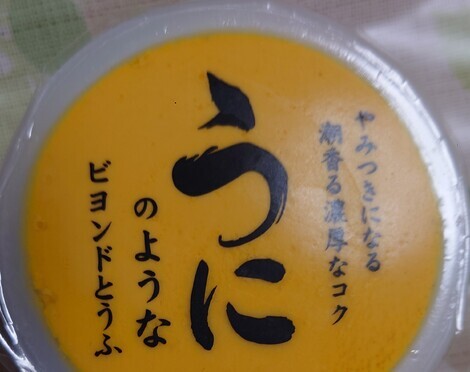 やみつきになる
潮香る濃厚なコク
うに
のような
ビヨンドとうふ